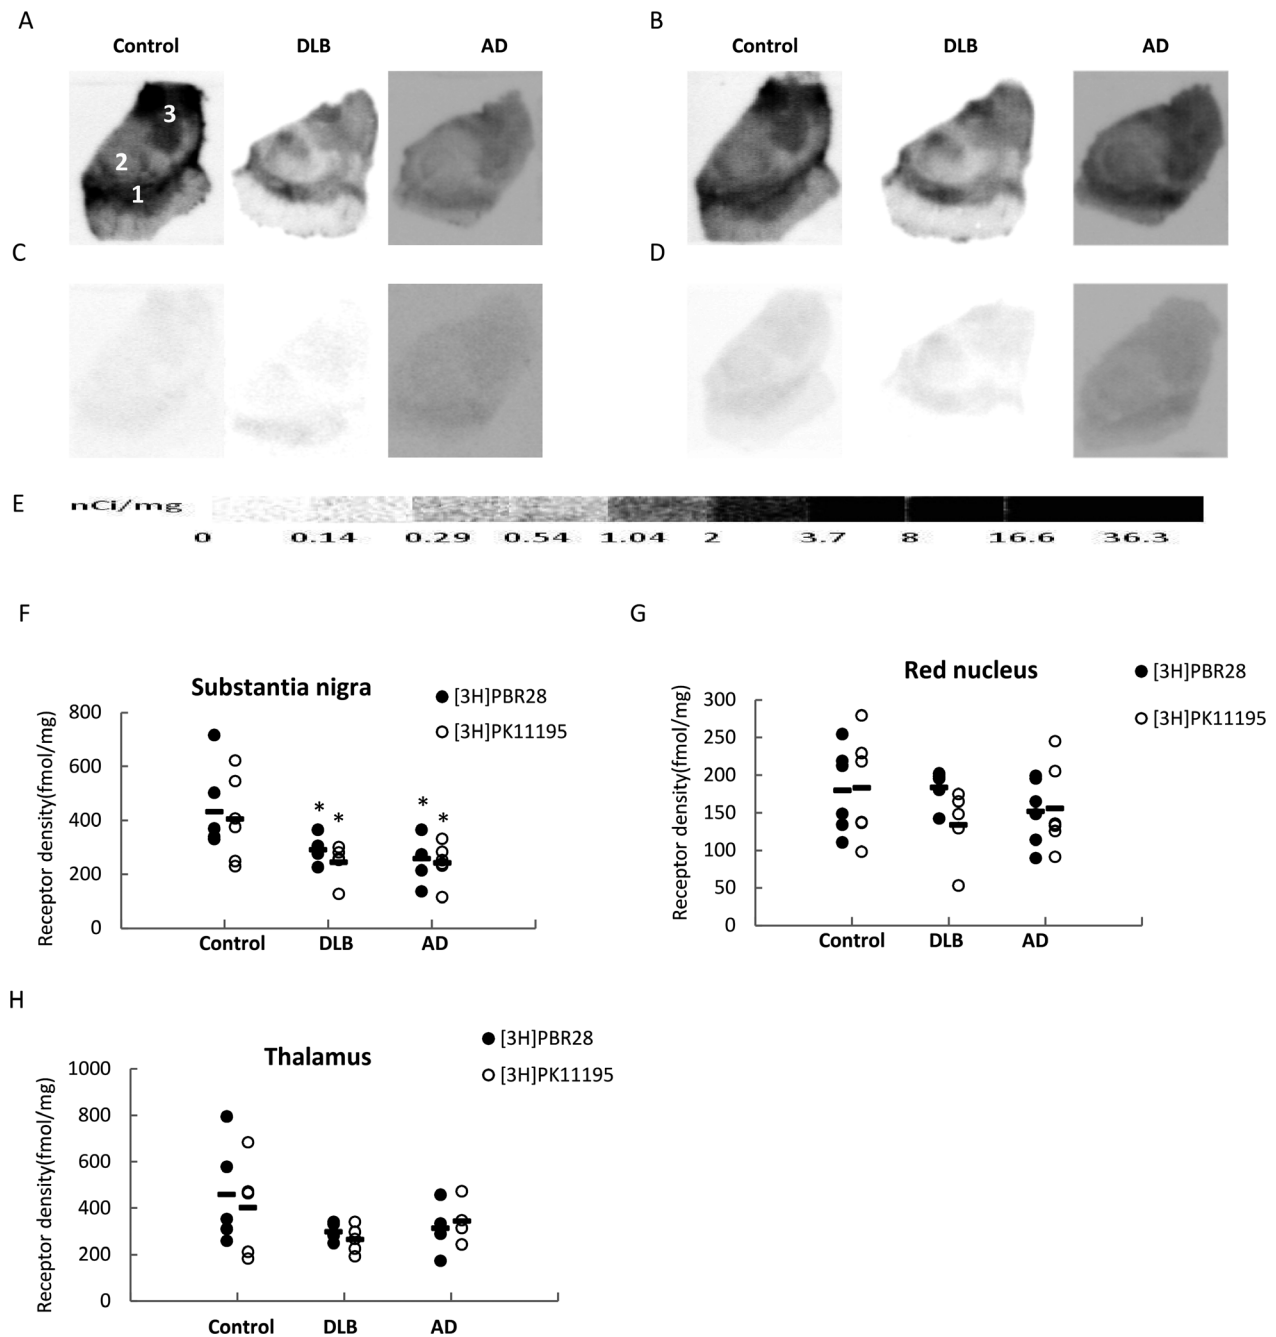 A
B
Control DLB AD
Control DLB AD
3
2
1
C
D
E
nCi/mg
0 0.14 0.29 0.54 1.04 2 3.7 8 16.6 36.3
F
G
Substantia nigra
[3H]PBR28
[3H]PK11195
Receptor density(fmol/mg)
800
600
400
200
0
* * * *
Control DLB AD
Red nucleus
[3H]PBR28
[3H]PK11195
Receptor density(fmol/mg)
300
250
200
150
100
50
0
Control DLB AD
H
Thalamus
[3H]PBR28
[3H]PK11195
Receptor density(fmol/mg)
1000
800
600
400
200
0
Control DLB AD